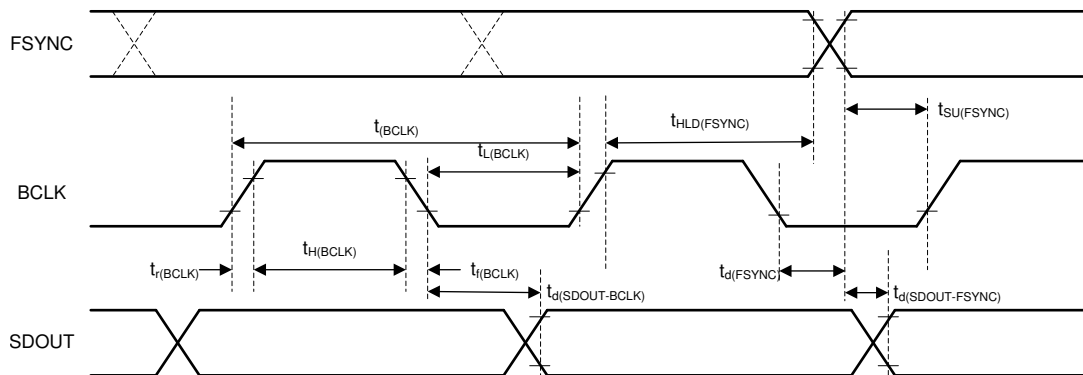 FSYNC
t(BCLK)
tHLD(FSYNC)
tSU(FSYNC)
tL(BCLK)
BCLK
tH(BCLK)
tr(BCLK)
tf(BCLK)
td(FSYNC)
td(SDOUT-BCLK)
td(SDOUT-FSYNC)
SDOUT